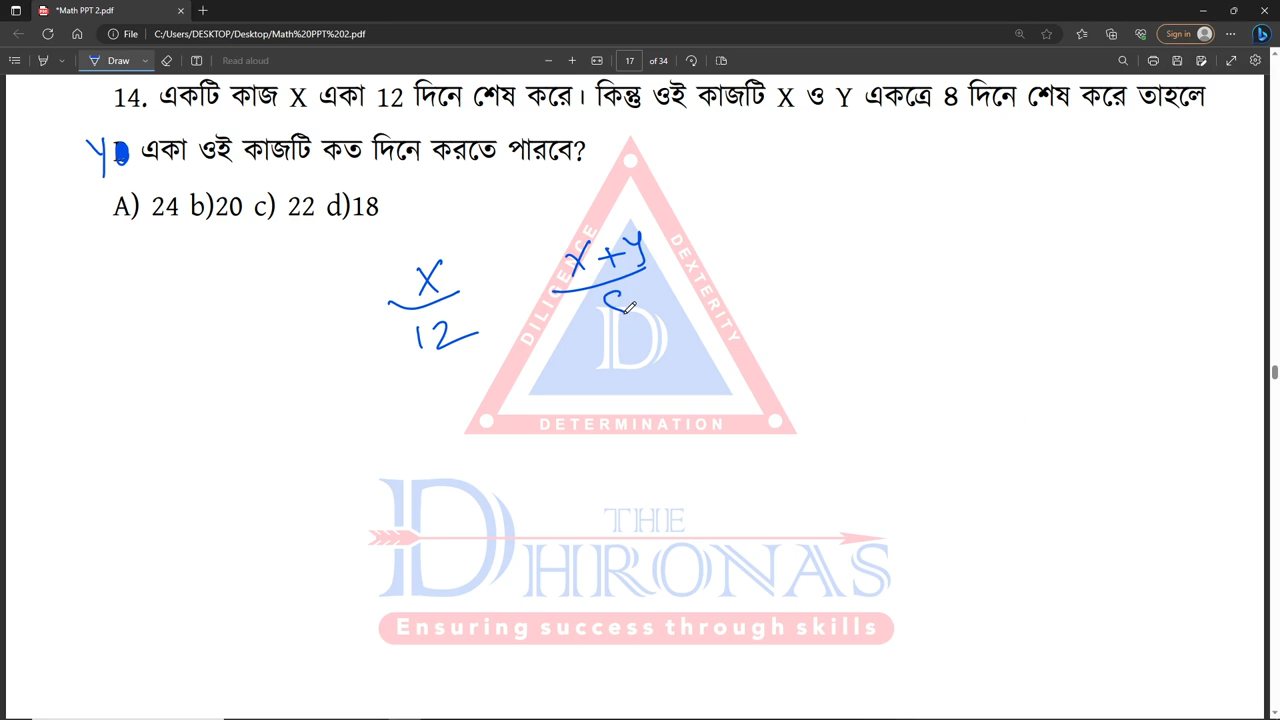 *Math PPT 2.pdf
File
C:/Users/DESKTOP/Desktop/Math%20PPT%202.pdf
Sign in
Draw
Read aloud
17
of 34
14. একটি কাজ X একা 12 দিনে শেষ করে। কিন্তু ওই কাজটি X ও Y একত্রে 8 দিনে শেষ করে তাহলে
Y একা ওই কাজটি কত দিনে করতে পারবে?
A) 24 b)20 c) 22 d)18
X
12
X + Y
DILIGENCE
DEXTERITY
D
DETERMINATION
THE
DHRONAS
Ensuring success through skills